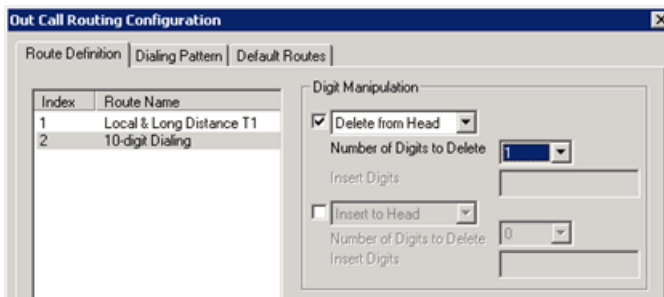 Out Call Routing Configuration
Route Definition Dialing Pattern Default Routes
Index Route Name
1 Local & Long Distance T1
2 10-digit Dialing
Digit Manipulation
Delete from Head
Number of Digits to Delete 1
Insert Digits
Insert to Head
Number of Digits to Delete 0
Insert Digits